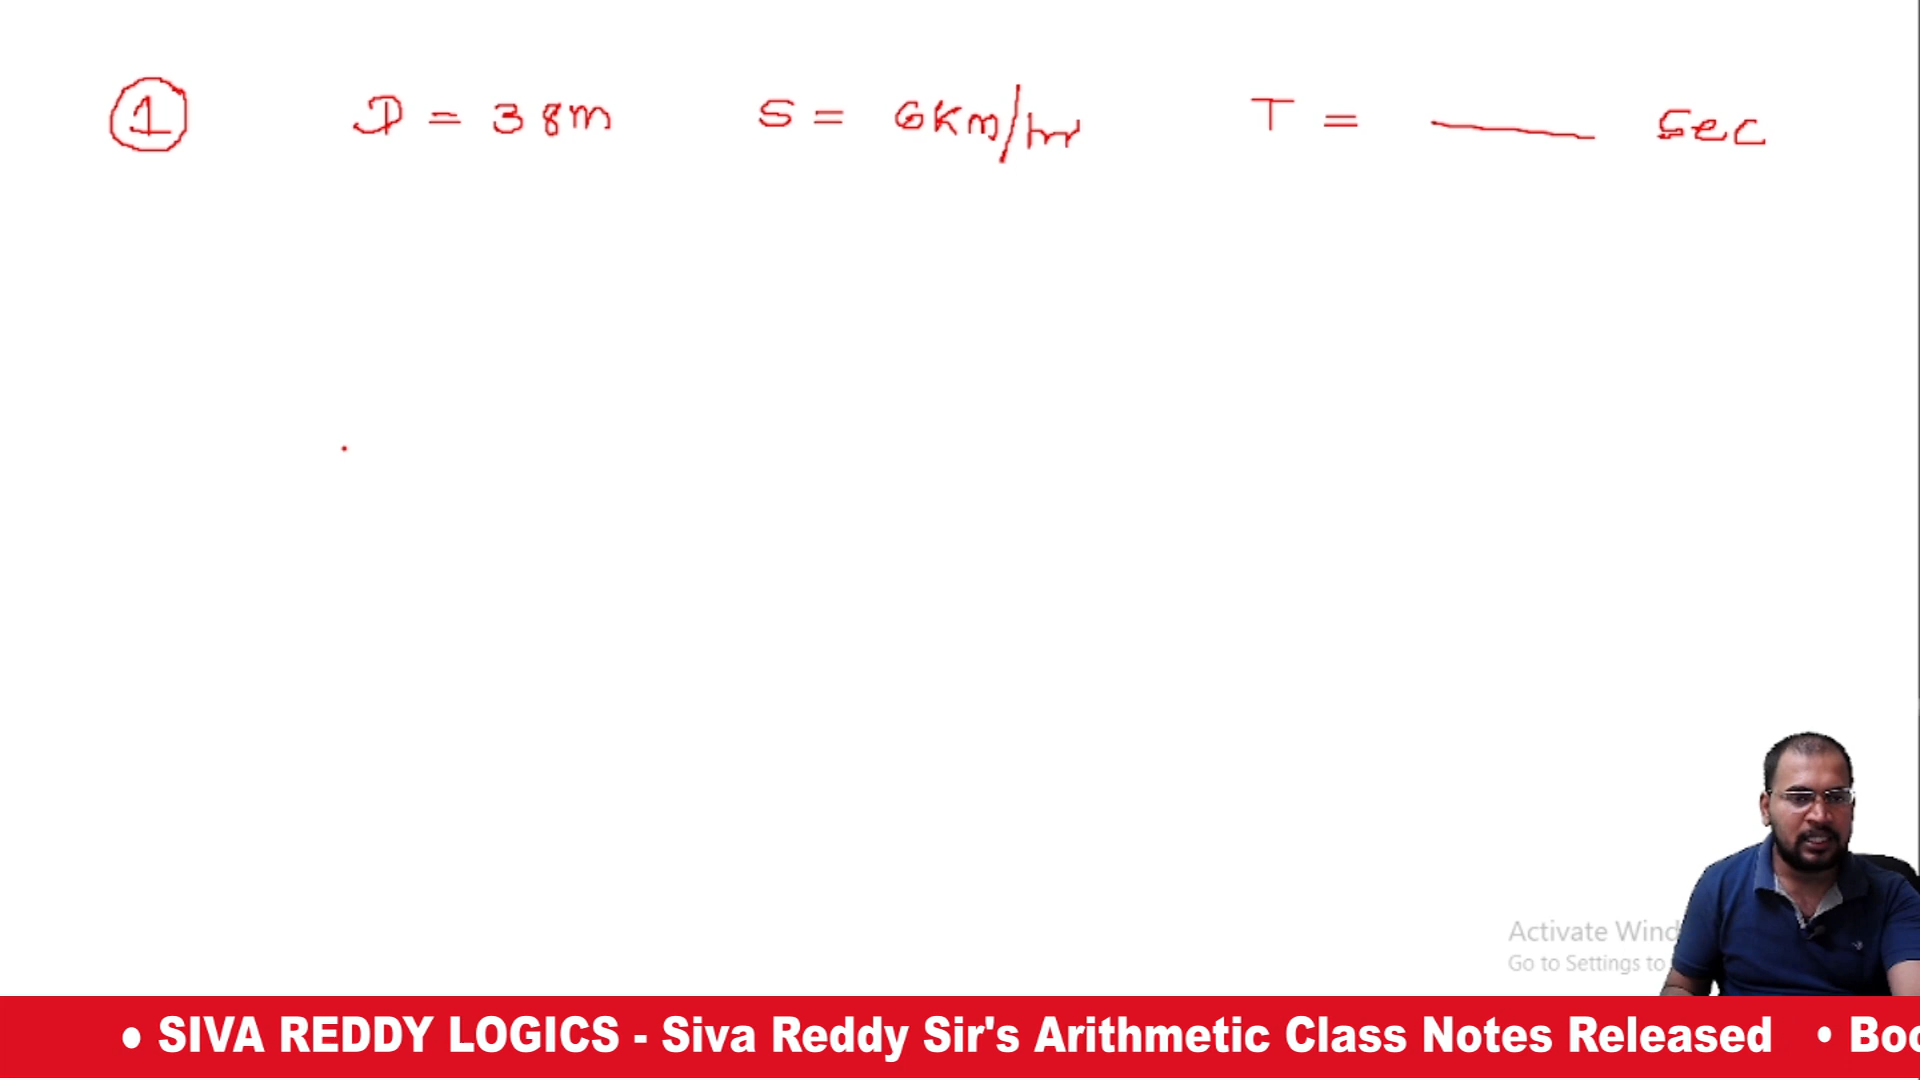 1 D = 38m S = 6Km/hr T = ____ sec
Activate Wind
Go to Settings to
• SIVA REDDY LOGICS - Siva Reddy Sir's Arithmetic Class Notes Released • Boo